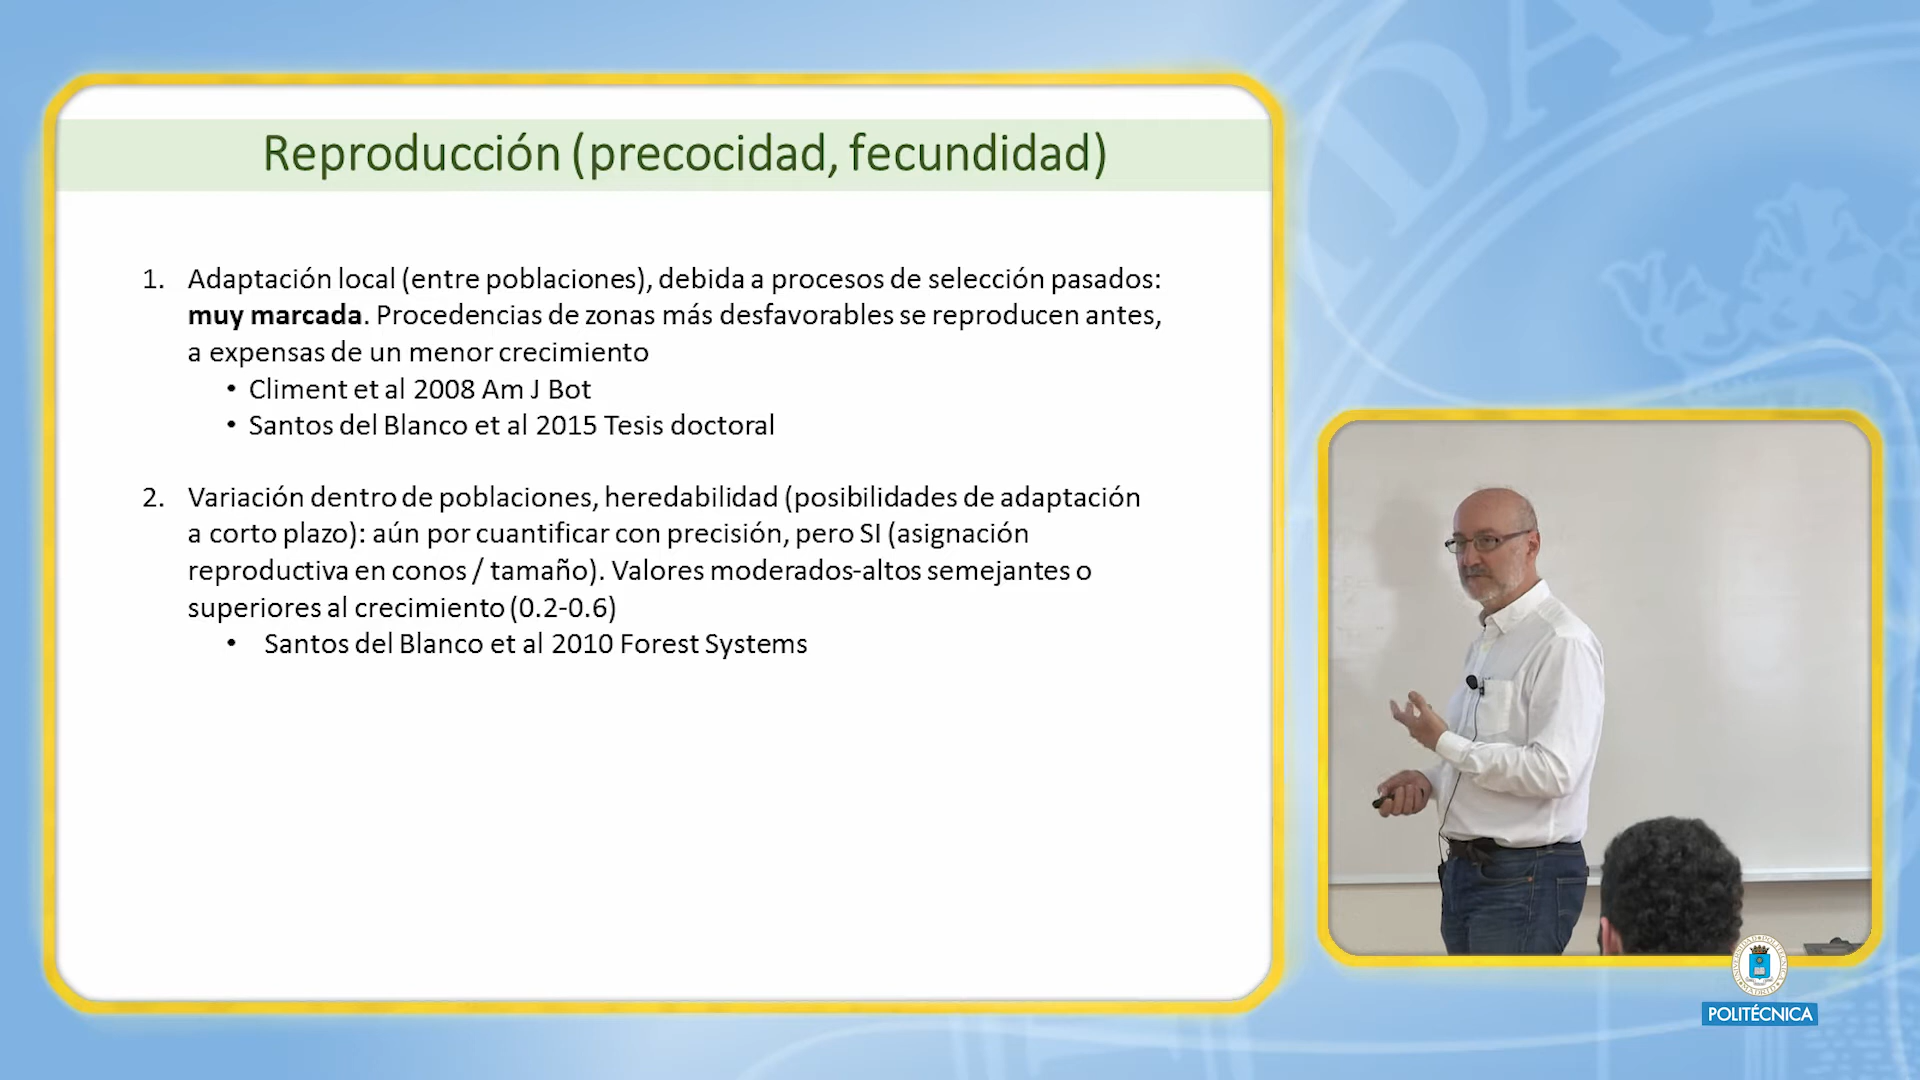 Reproducción (precocidad, fecundidad)
1. Adaptación local (entre poblaciones), debida a procesos de selección pasados:
muy marcada. Procedencias de zonas más desfavorables se reproducen antes,
a expensas de un menor crecimiento
• Climent et al 2008 Am J Bot
• Santos del Blanco et al 2015 Tesis doctoral
2. Variación dentro de poblaciones, heredabilidad (posibilidades de adaptación
a corto plazo): aún por cuantificar con precisión, pero SI (asignación
reproductiva en conos / tamaño). Valores moderados-altos semejantes o
superiores al crecimiento (0.2-0.6)
• Santos del Blanco et al 2010 Forest Systems
POLITÉCNICA